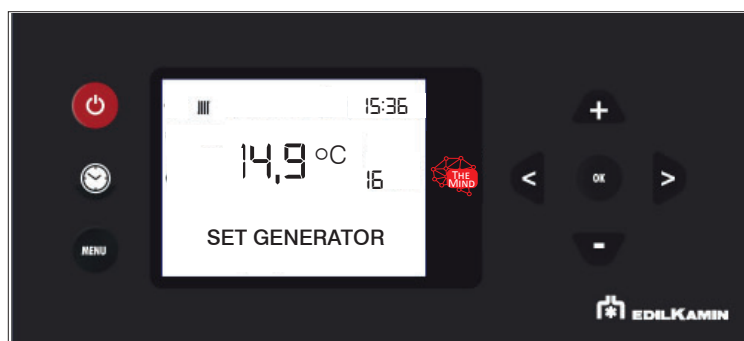 15:36
14,9 °C
16
SET GENERATOR
MENU
THE
MIND
+
<
OK
>
-
EDILKAMIN